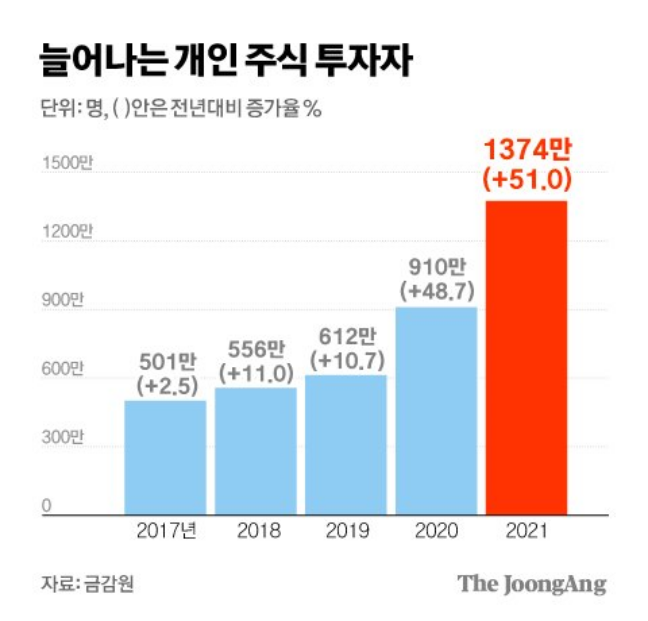 늘어나는 개인 주식 투자자
단위: 명, ( )안은 전년대비 증가율 %
1500만
1200만
900만
600만
300만
0
501만
(+2.5)
556만
(+11.0)
612만
(+10.7)
910만
(+48.7)
1374만
(+51.0)
2017년
2018
2019
2020
2021
자료: 금감원
The JoongAng